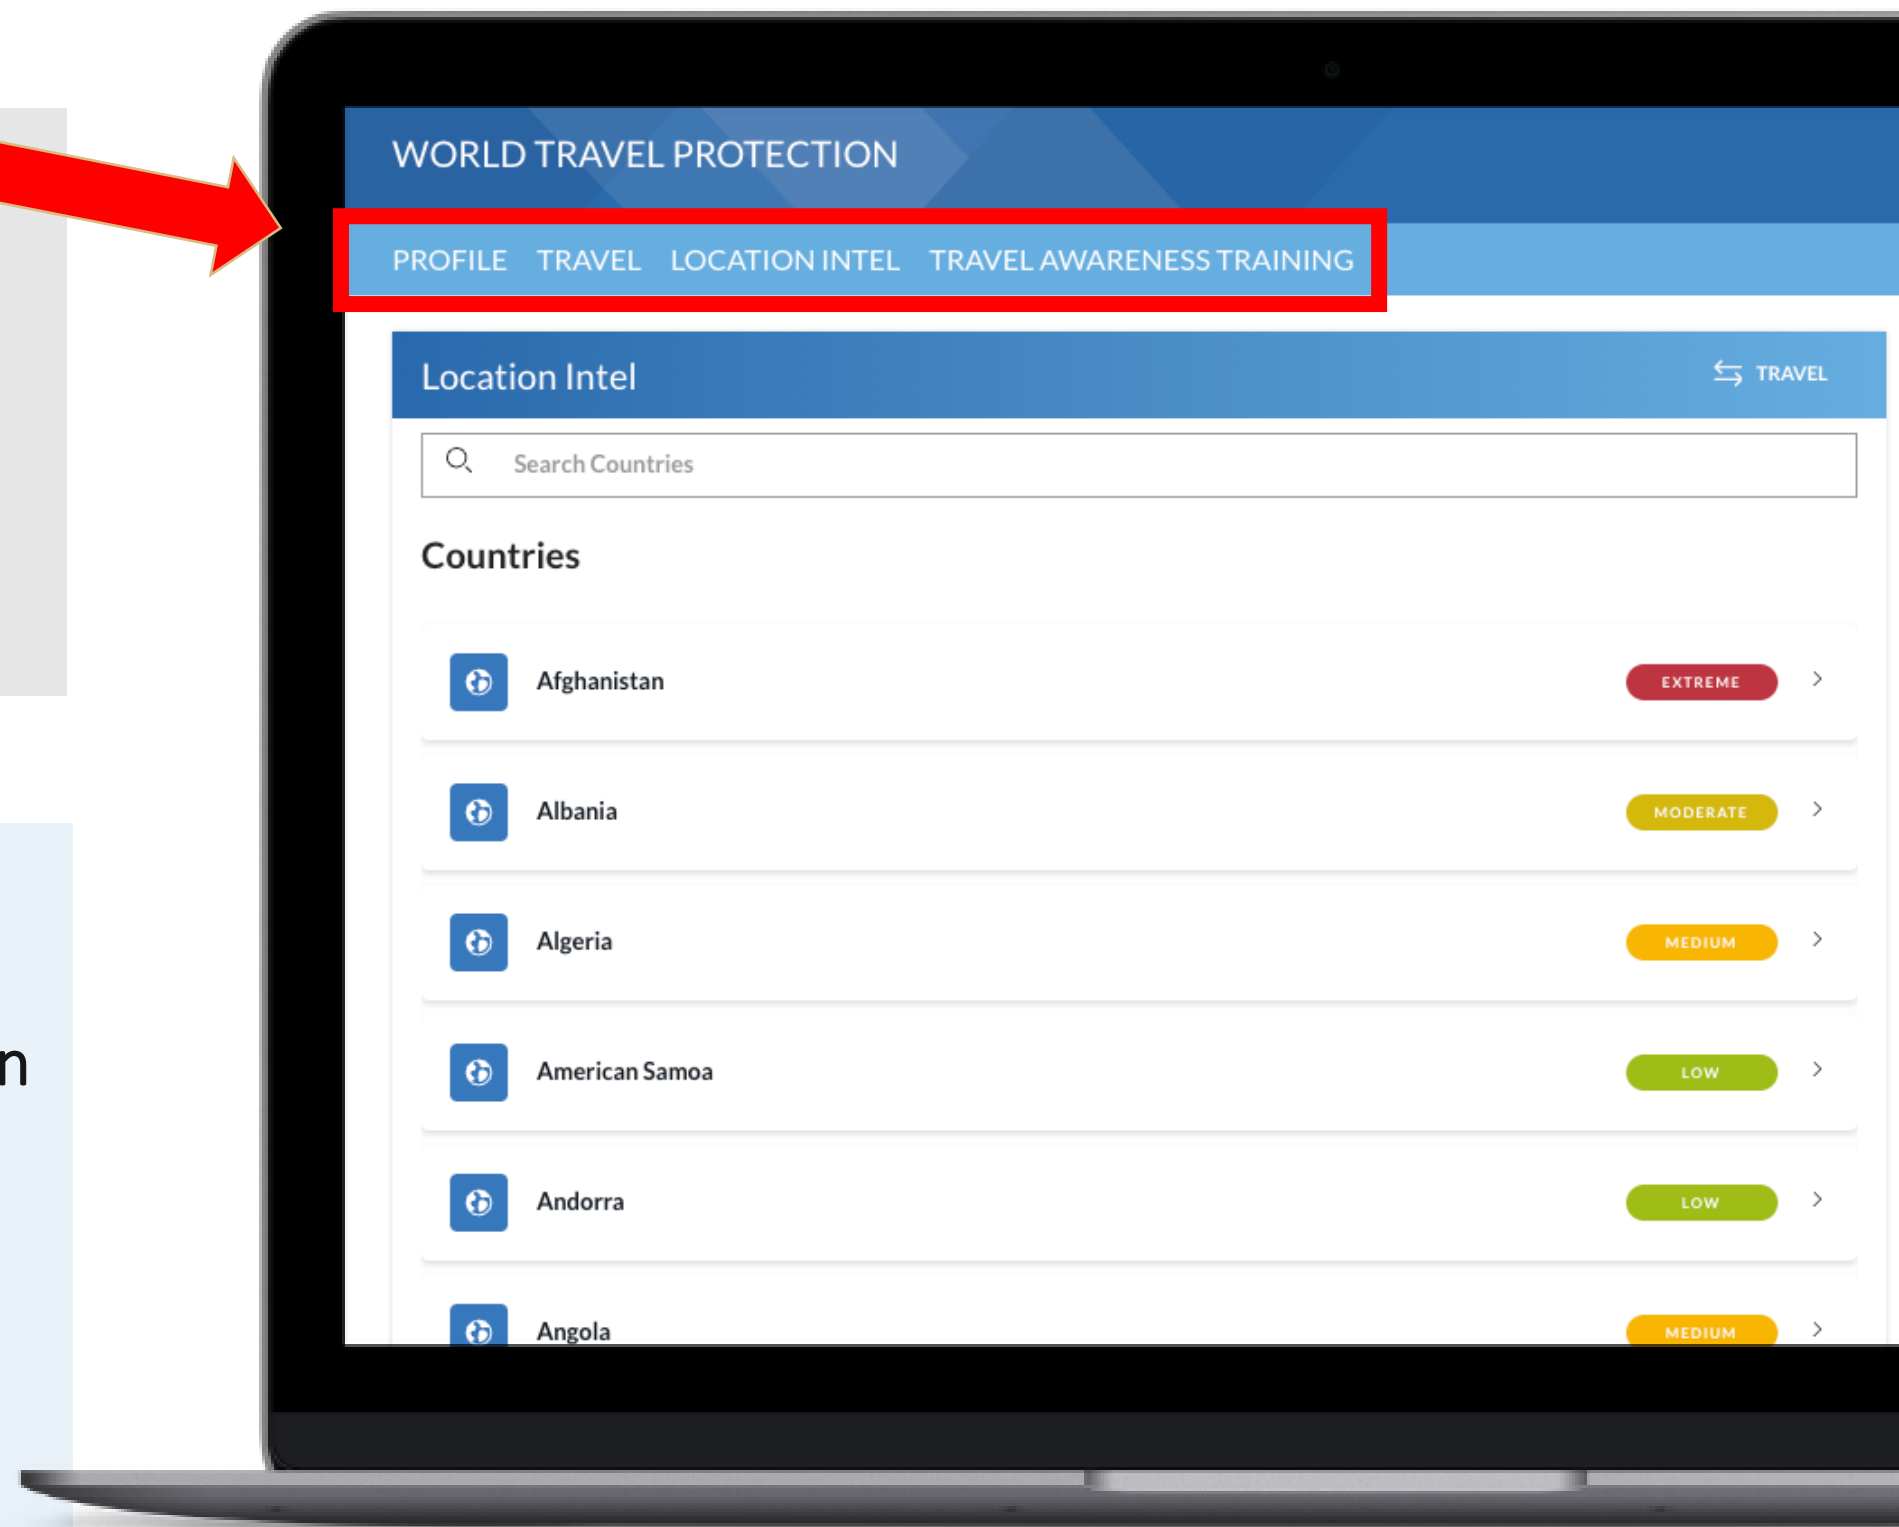 WORLD TRAVEL PROTECTION
PROFILE TRAVEL LOCATION INTEL TRAVEL AWARENESS TRAINING
Location Intel TRAVEL
Search Countries
Countries
Afghanistan EXTREME
Albania MODERATE
Algeria MEDIUM
American Samoa LOW
n
Andorra LOW
Angola MEDIUM